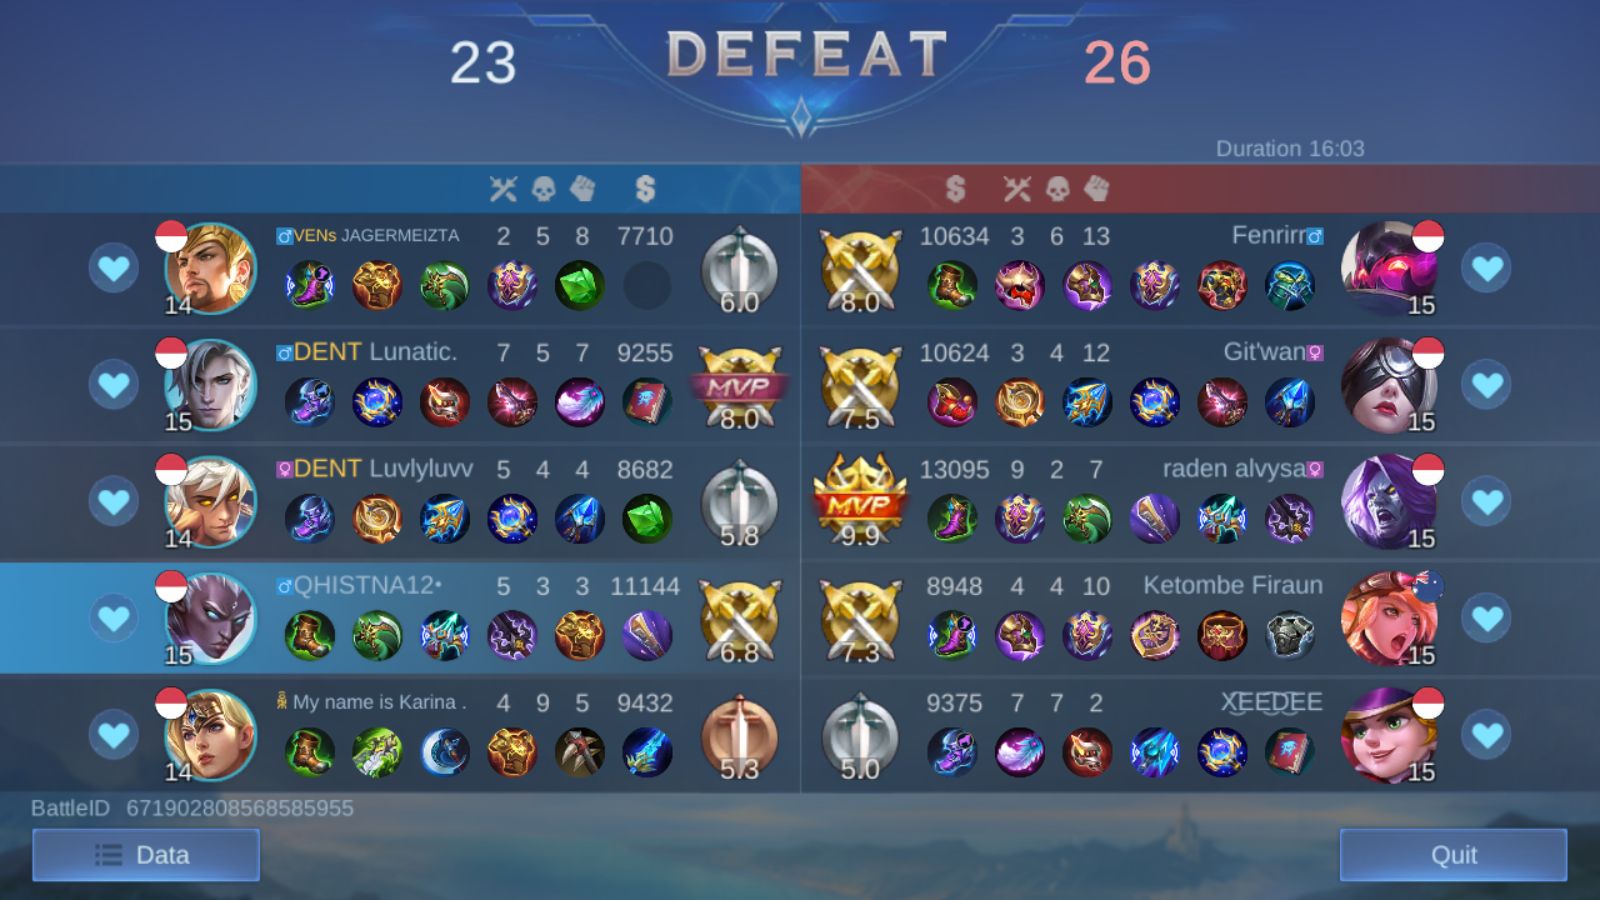 23 DEFEAT 26
Duration 16:03
VENs JAGERMEIZTA 2 5 8 7710
14 6.0
10634 3 6 13 Fenrirr
8.0 15
DENT Lunatic. 7 5 7 9255
15 MVP 8.0
10624 3 4 12 Git'wan
7.5 15
DENT Luvlyluvv 5 4 4 8682
14 5.8
13095 9 2 7 raden alvysa
MVP 9.9 15
QHISTNA12• 5 3 3 11144
15 6.8
8948 4 4 10 Ketombe Firaun
7.3 15
My name is Karina . 4 9 5 9432
14 5.3
9375 7 7 2 XEEDEE
5.0 15
BattleID 671902808568585955
Data Quit